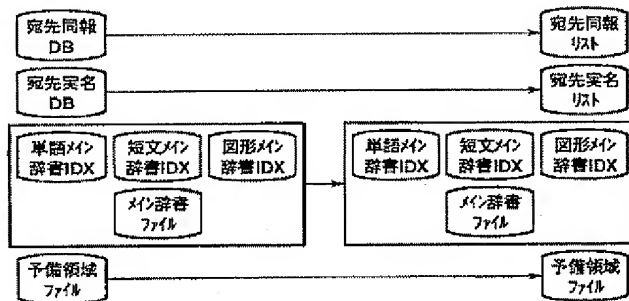 宛先同報
DB
宛先同報
リスト
宛先実名
DB
宛先実名
リスト
単語メイン
辞書IDX
短文メイン
辞書IDX
図形メイン
辞書IDX
メイン辞書
ファイル
単語メイン
辞書IDX
短文メイン
辞書IDX
図形メイン
辞書IDX
メイン辞書
ファイル
予備領域
ファイル
予備領域
ファイル